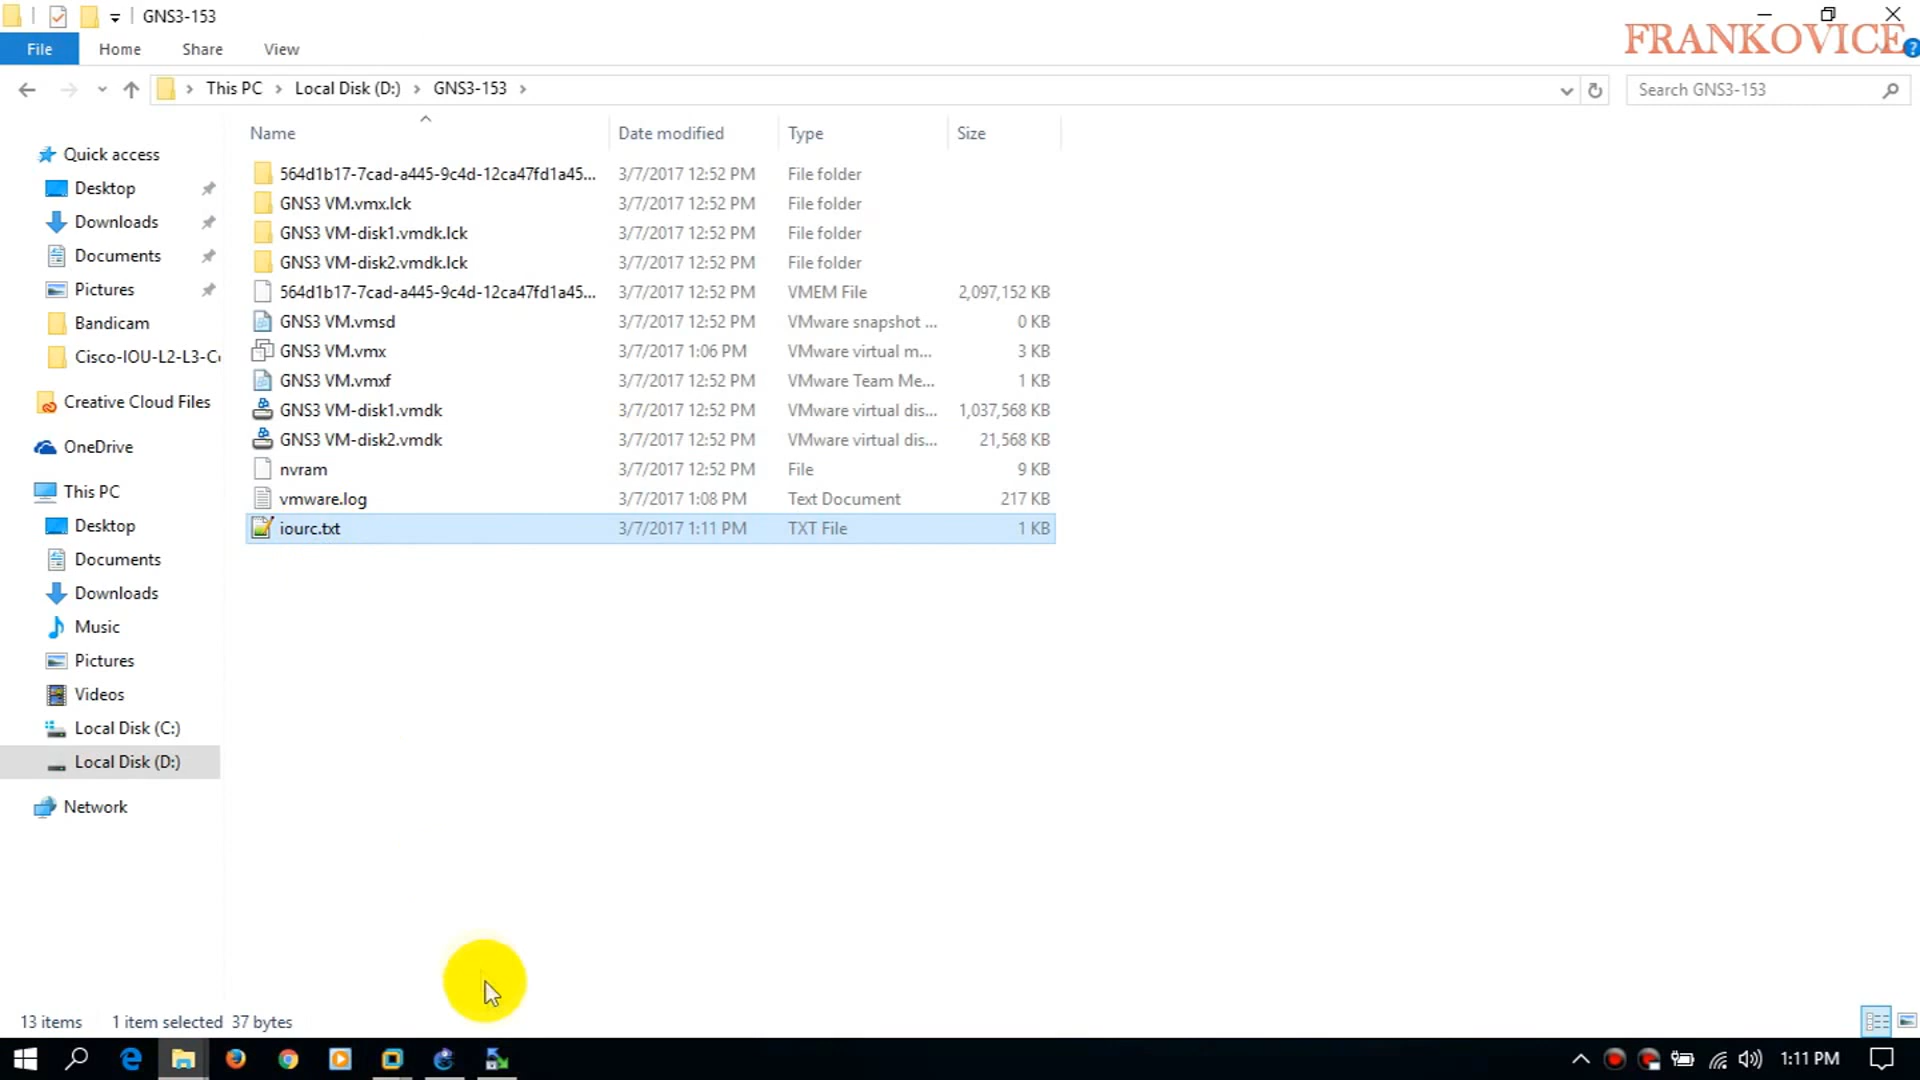 GNS3-153
FRANKOVICE
File Home Share View
This PC Local Disk (D:) GNS3-153
Search GNS3-153
Name Date modified Type Size
Quick access
Desktop
Downloads
Documents
Pictures
Bandicam
Cisco-IOU-L2-L3-Co
Creative Cloud Files
OneDrive
This PC
Desktop
Documents
Downloads
Music
Pictures
Videos
Local Disk (C:)
Local Disk (D:)
Network
564d1b17-7cad-a445-9c4d-12ca47fd1a45... 3/7/2017 12:52 PM File folder
GNS3 VM.vmx.lck 3/7/2017 12:52 PM File folder
GNS3 VM-disk1.vmdk.lck 3/7/2017 12:52 PM File folder
GNS3 VM-disk2.vmdk.lck 3/7/2017 12:52 PM File folder
564d1b17-7cad-a445-9c4d-12ca47fd1a45... 3/7/2017 12:52 PM VMEM File 2,097,152 KB
GNS3 VM.vmsd 3/7/2017 12:52 PM VMware snapshot ... 0 KB
GNS3 VM.vmx 3/7/2017 1:06 PM VMware virtual m... 3 KB
GNS3 VM.vmxf 3/7/2017 12:52 PM VMware Team Me... 1 KB
GNS3 VM-disk1.vmdk 3/7/2017 12:52 PM VMware virtual dis... 1,037,568 KB
GNS3 VM-disk2.vmdk 3/7/2017 12:52 PM VMware virtual dis... 21,568 KB
nvram 3/7/2017 12:52 PM File 9 KB
vmware.log 3/7/2017 1:08 PM Text Document 217 KB
iourc.txt 3/7/2017 1:11 PM TXT File 1 KB
13 items 1 item selected 37 bytes
1:11 PM